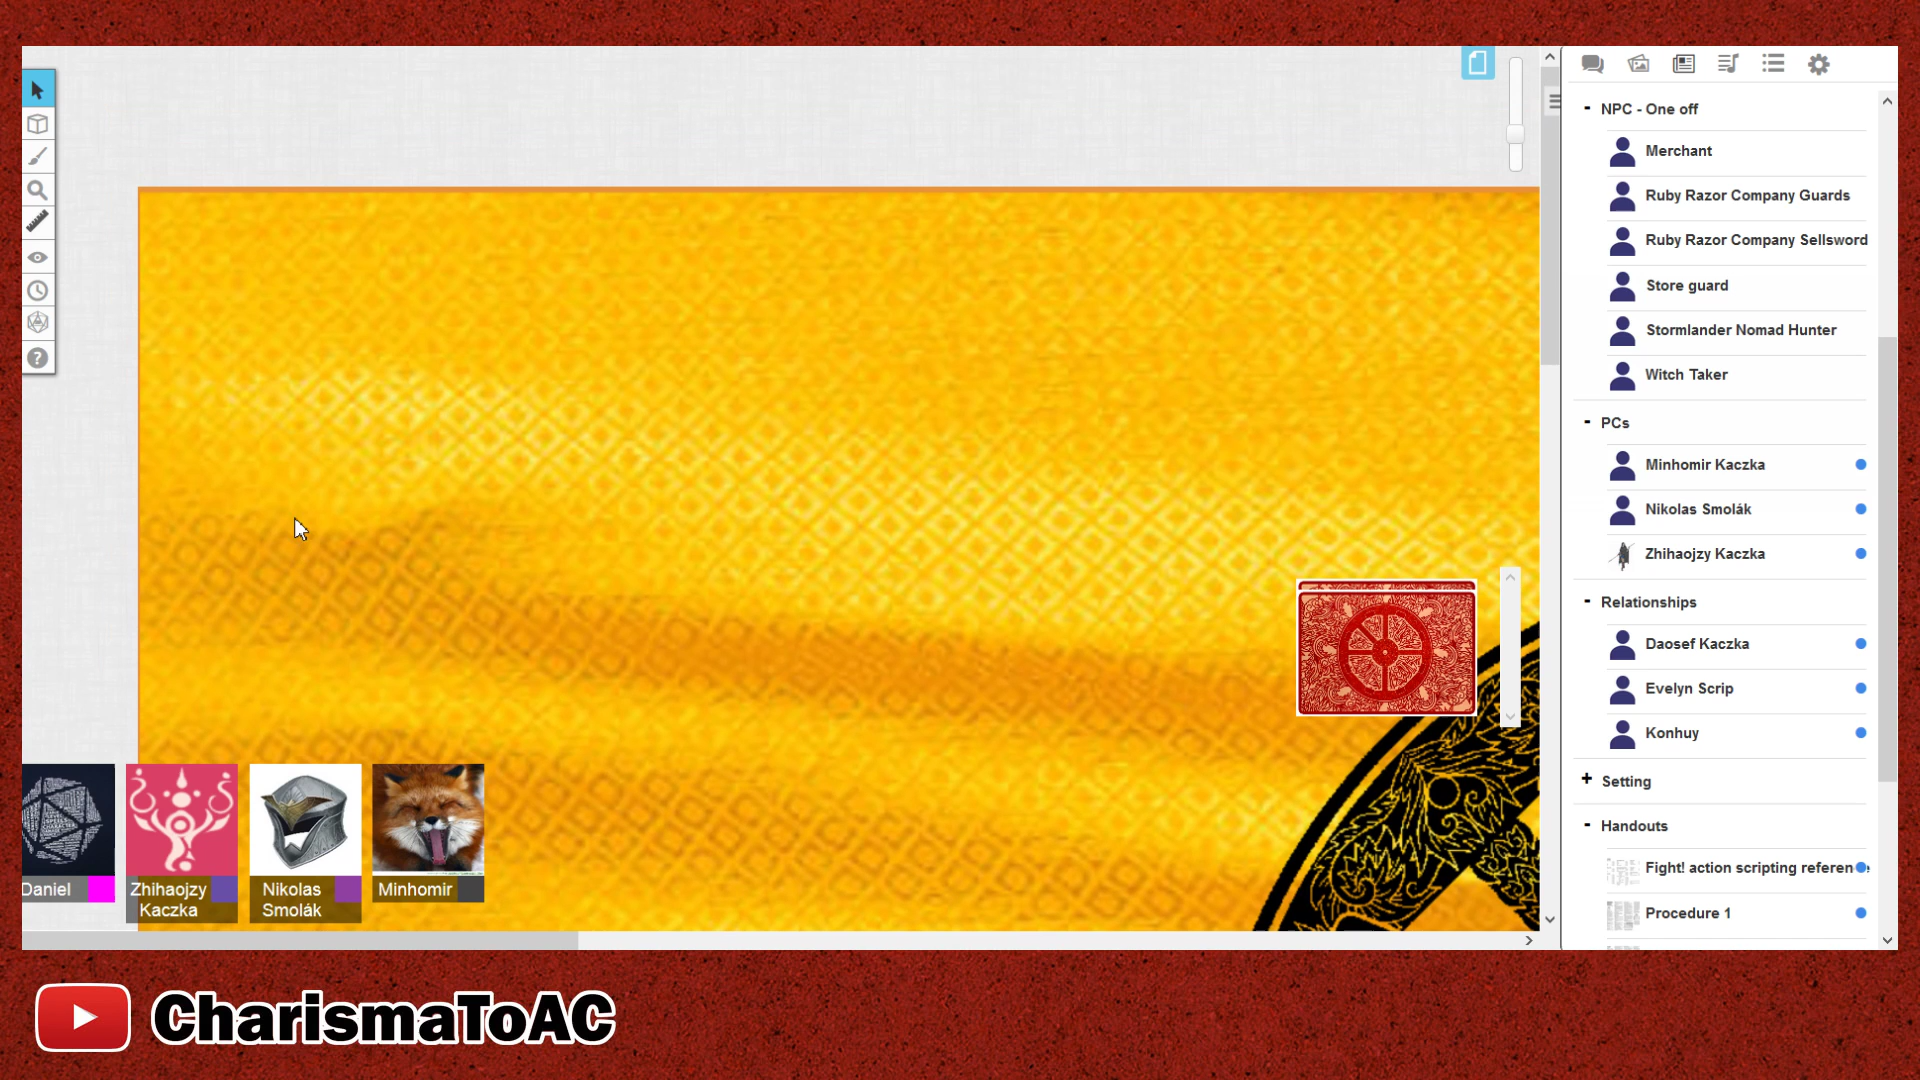 NPC - One off
Merchant
Ruby Razor Company Guards
Ruby Razor Company Sellsword
Store guard
Stormlander Nomad Hunter
Witch Taker
PCs
Minhomir Kaczka
Nikolas Smolák
Zhihaojzy Kaczka
Relationships
Daosef Kaczka
Evelyn Scrip
Konhuy
Setting
Handouts
Fight! action scripting referen
Procedure 1
Daniel
Zhihaojzy
Kaczka
Nikolas
Smolák
Minhomir
CharismaToAC